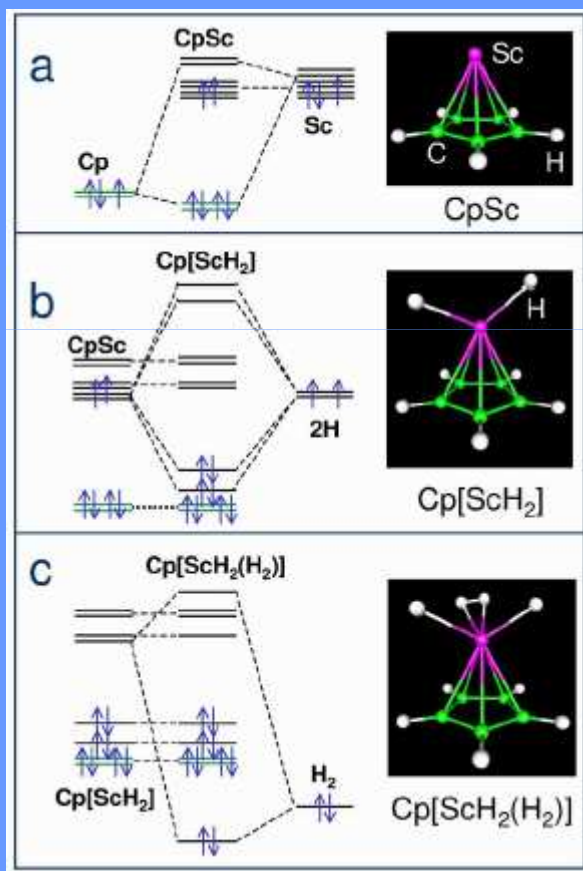 a
CpSc
Cp
Sc
Sc
C
H
CpSc
b
Cp[ScH₂]
CpSc
2H
H
Cp[ScH₂]
c
Cp[ScH₂(H₂)]
Cp[ScH₂]
H₂
Cp[ScH₂(H₂)]